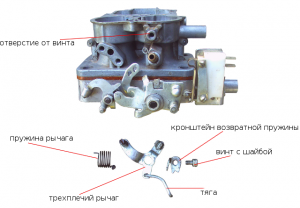 отверстие от винта
кронштейн возвратной пружины
пружина рычага
винт с шайбой
трехплечий рычаг
тяга